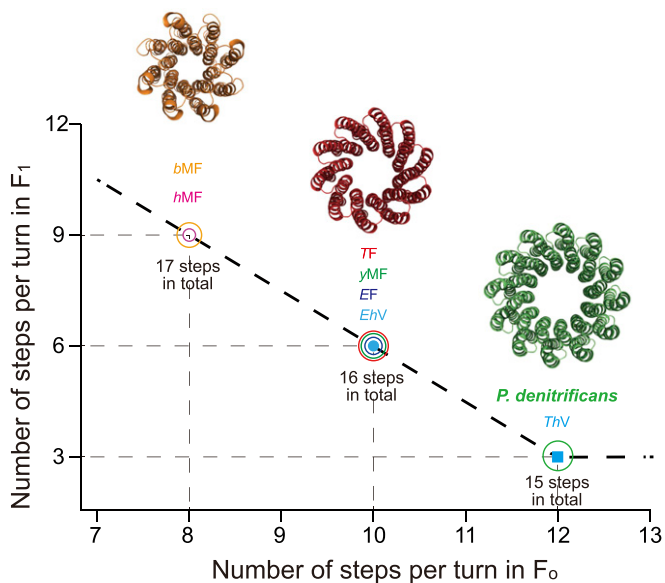 12
9
6
3
Number of steps per turn in F1
bMF
hMF
17 steps
in total
TF
yMF
EF
EhV
16 steps
in total
P. denitrificans
ThV
15 steps
in total
7
8
9
10
11
12
13
Number of steps per turn in Fo